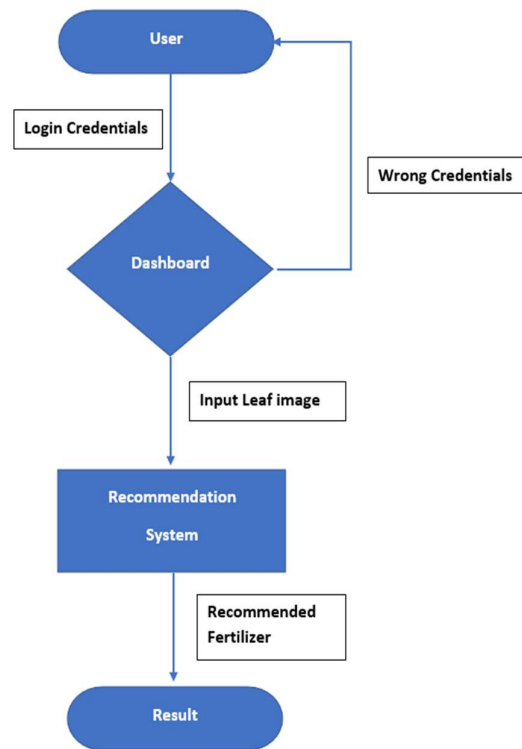 User
Login Credentials
Wrong Credentials
Dashboard
Input Leaf image
Recommendation
System
Recommended
Fertilizer
Result